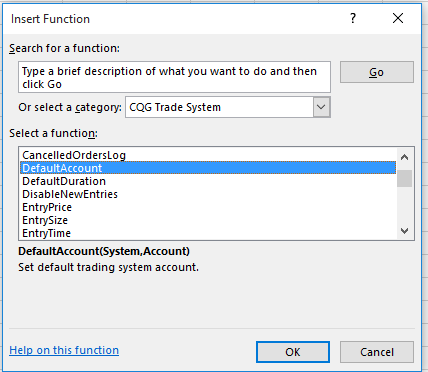 Insert Function
Search for a function:
Type a brief description of what you want to do and then
click Go
Go
Or select a category: CQG Trade System
Select a function:
CancelledOrdersLog
DefaultAccount
DefaultDuration
DisableNewEntries
EntryPrice
EntrySize
EntryTime
DefaultAccount(System,Account)
Set default trading system account.
Help on this function
OK
Cancel